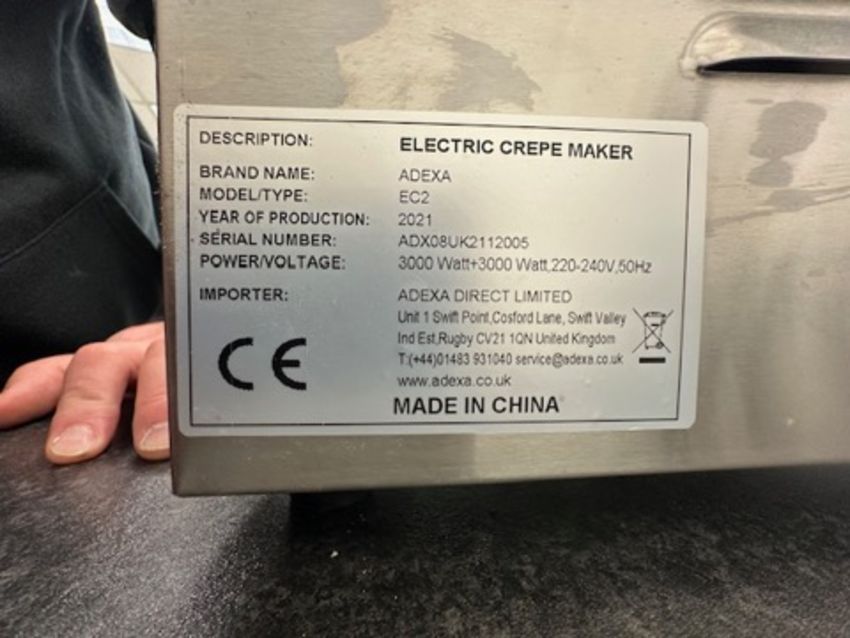 DESCRIPTION: ELECTRIC CREPE MAKER
BRAND NAME: ADEXA
MODEL/TYPE: EC2
YEAR OF PRODUCTION: 2021
SERIAL NUMBER: ADX08UK2112005
POWER/VOLTAGE: 3000 Watt+3000 Watt,220-240V,50Hz
IMPORTER: ADEXA DIRECT LIMITED
Unit 1 Swift Point,Cosford Lane, Swift Valley
Ind Est,Rugby CV21 1QN United Kingdom
T:(+44)01483 931040 service@adexa.co.uk
www.adexa.co.uk
CE
MADE IN CHINA